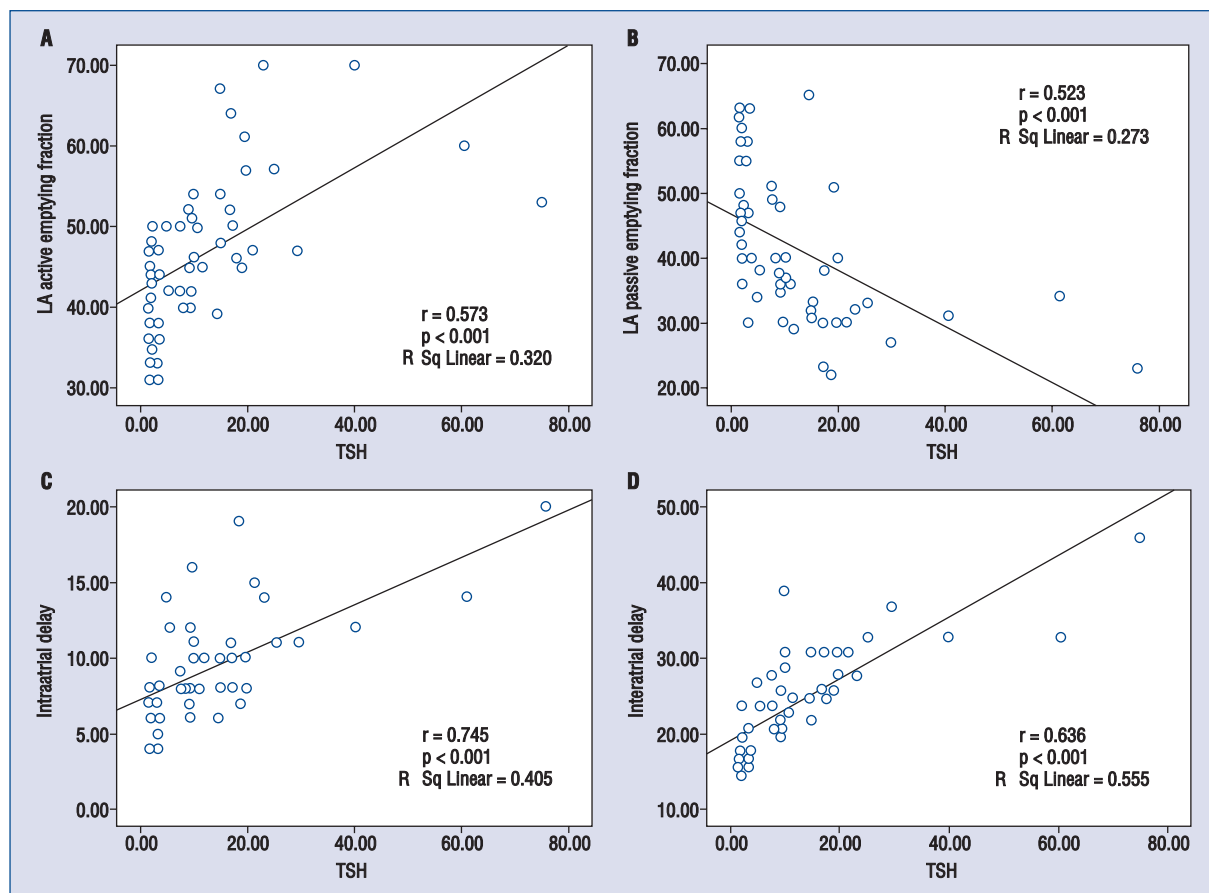 A
70.00
60.00
50.00
40.00
30.00
LA active emptying fraction
r = 0.573
p < 0.001
R Sq Linear = 0.320
0.00 20.00 40.00 60.00 80.00
TSH
B
70.00
60.00
50.00
40.00
30.00
20.00
LA passive emptying fraction
r = 0.523
p < 0.001
R Sq Linear = 0.273
0.00 20.00 40.00 60.00 80.00
TSH
C
20.00
15.00
10.00
5.00
0.00
Intraatrial delay
r = 0.745
p < 0.001
R Sq Linear = 0.405
0.00 20.00 40.00 60.00 80.00
TSH
D
50.00
40.00
30.00
20.00
10.00
Interatrial delay
r = 0.636
p < 0.001
R Sq Linear = 0.555
0.00 20.00 40.00 60.00 80.00
TSH